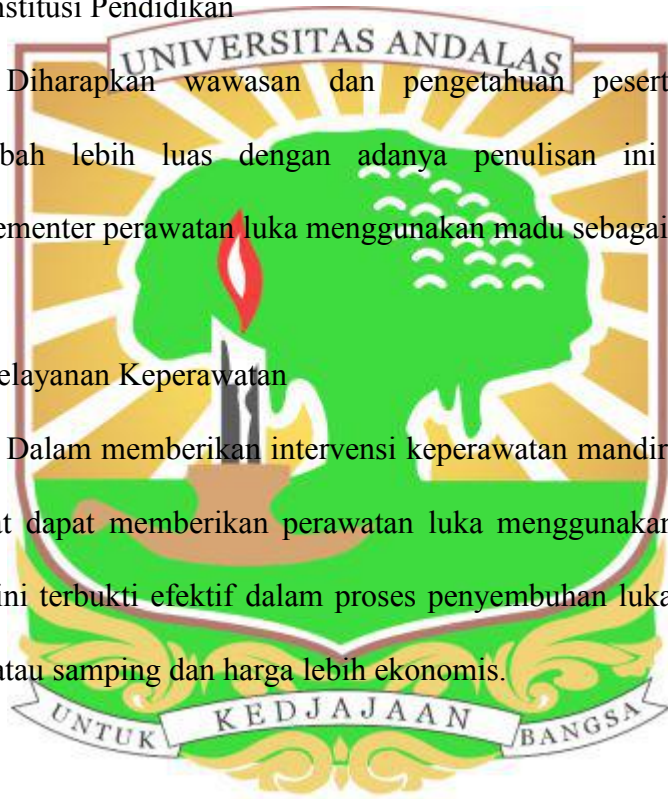 nstitusi Pendidikan
UNIVERSITAS ANDALAS
Diharapkan wawasan dan pengetahuan pesert
bah lebih luas dengan adanya penulisan ini
ementer perawatan luka menggunakan madu sebagai
elayanan Keperawatan
Dalam memberikan intervensi keperawatan mandir
at dapat memberikan perawatan luka menggunakan
ini terbukti efektif dalam proses penyembuhan luka
atau samping dan harga lebih ekonomis.
UNTUK KEDJAJAAN BANGSA